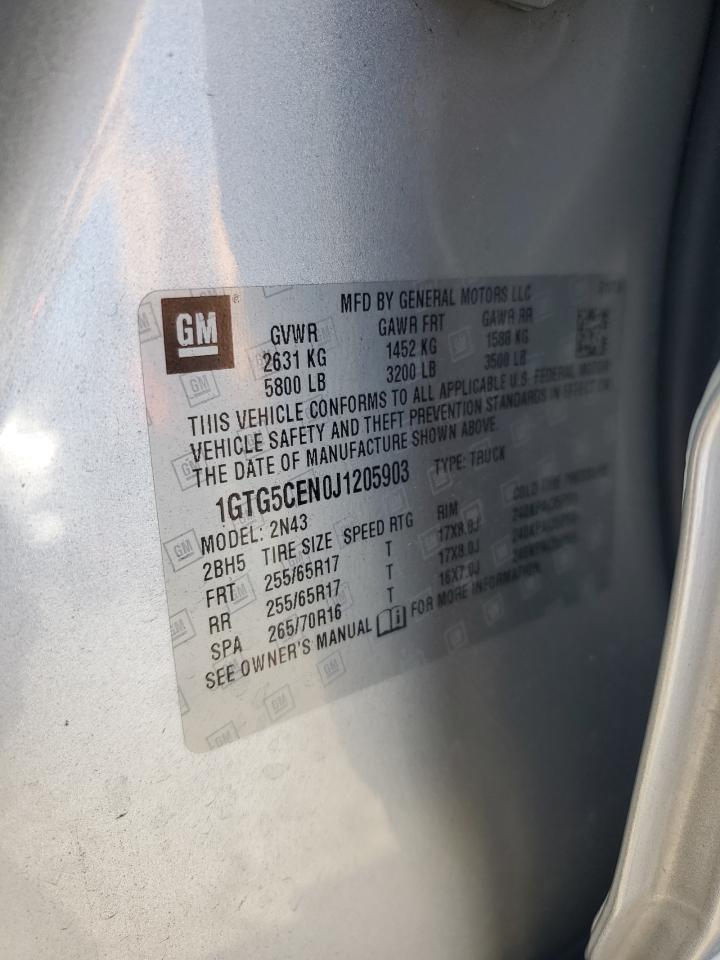 GM
MFD BY GENERAL MOTORS LLC
GVWR GAWR FRT GAWR RR
2631 KG 1452 KG 1588 KG
5800 LB 3200 LB 3500 LB
THIS VEHICLE CONFORMS TO ALL APPLICABLE U.S. FEDERAL MOTOR
VEHICLE SAFETY AND THEFT PREVENTION STANDARDS IN EFFECT ON
THE DATE OF MANUFACTURE SHOWN ABOVE.
1GTG5CEN0J1205903 TYPE: TRUCK
MODEL: 2N43
2BH5 TIRE SIZE SPEED RTG RIM COLD TIRE PRESSURE
FRT 255/65R17 T 17X8.0J
RR 255/65R17 T 17X8.0J
SPA 265/70R16 T 16X7.0J
SEE OWNER'S MANUAL FOR MORE INFORMATION.